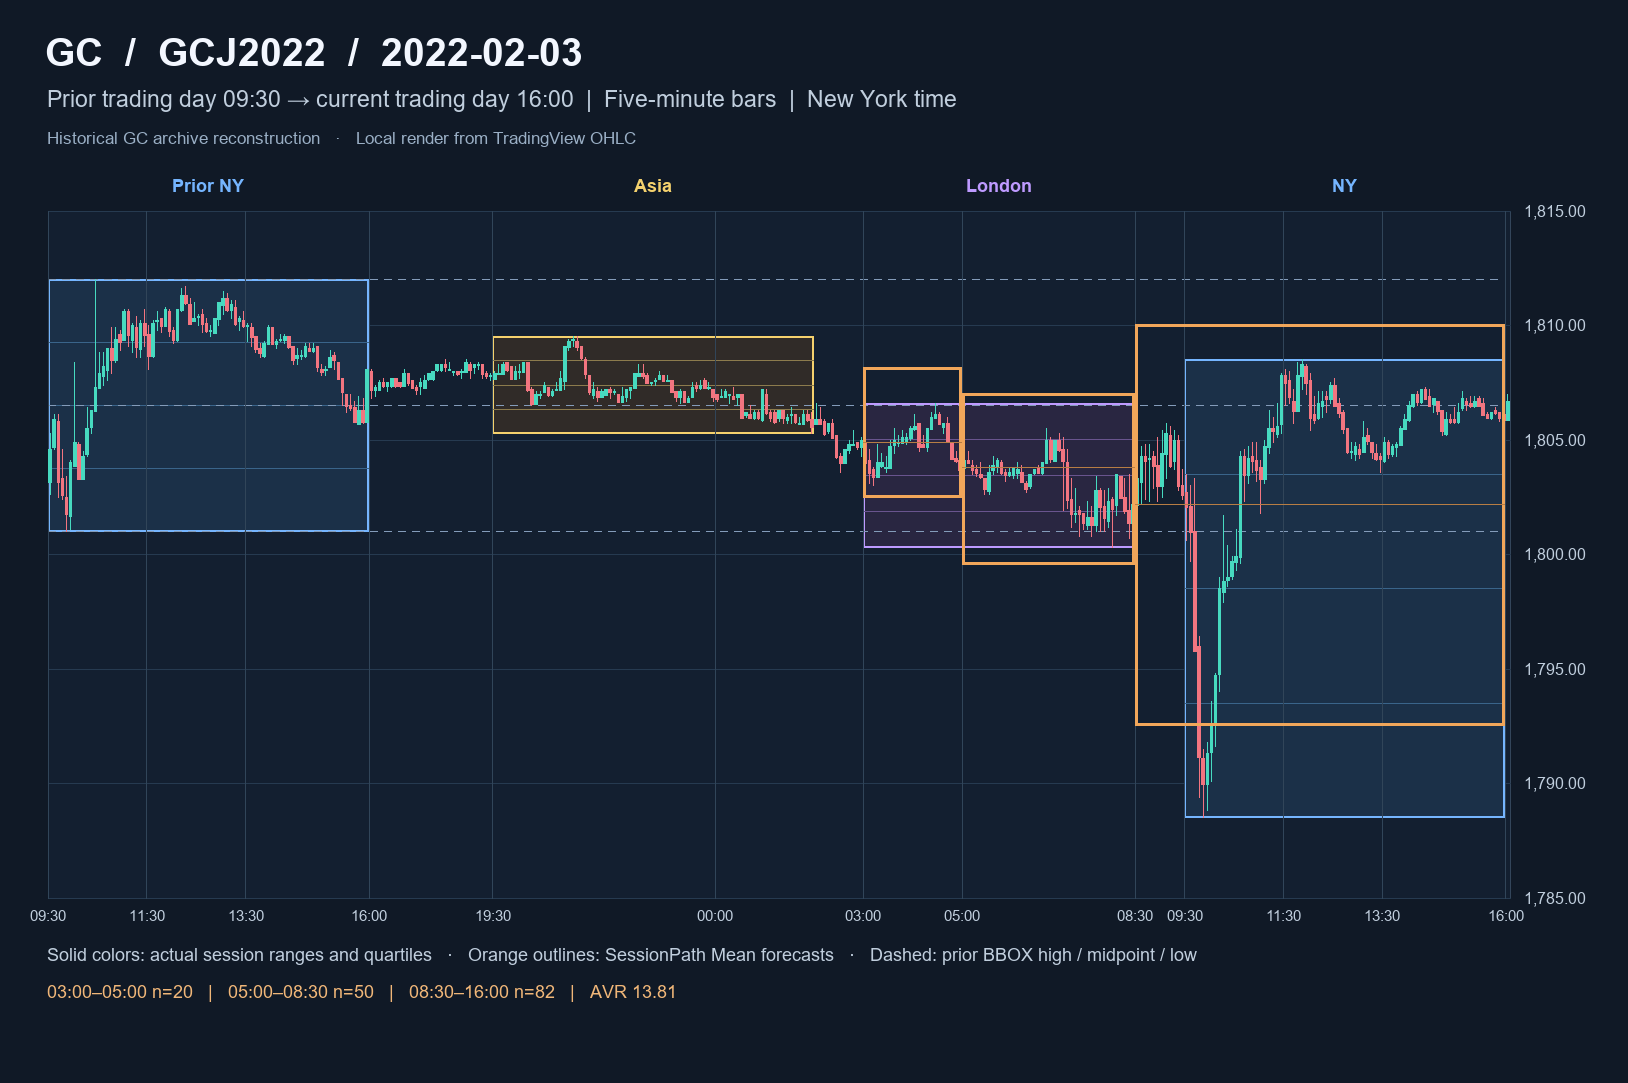 GC / GCJ2022 / 2022-02-03
Prior trading day 09:30 → current trading day 16:00 | Five-minute bars | New York time
Historical GC archive reconstruction · Local render from TradingView OHLC
Prior NY
Asia
London
NY
1,815.00
1,810.00
1,805.00
1,800.00
1,795.00
1,790.00
1,785.00
09:30
11:30
13:30
16:00
19:30
00:00
03:00
05:00
08:30
09:30
11:30
13:30
16:00
Solid colors: actual session ranges and quartiles · Orange outlines: SessionPath Mean forecasts · Dashed: prior BBOX high / midpoint / low
03:00–05:00 n=20 | 05:00–08:30 n=50 | 08:30–16:00 n=82 | AVR 13.81